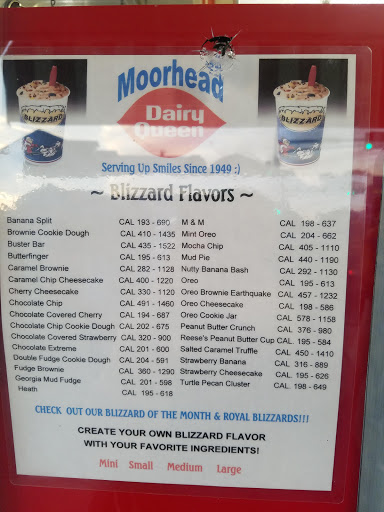 Moorhead
Dairy
Queen
BLIZZARD
BLIZZARD
Serving Up Smiles Since 1949 :)
~ Blizzard Flavors ~
Banana Split CAL 193 - 690
Brownie Cookie Dough CAL 410 - 1435
Buster Bar CAL 435 - 1522
Butterfinger CAL 195 - 613
Caramel Brownie CAL 282 - 1128
Caramel Chip Cheesecake CAL 400 - 1220
Cherry Cheesecake CAL 330 - 1120
Chocolate Chip CAL 491 - 1460
Chocolate Covered Cherry CAL 194 - 687
Chocolate Chip Cookie Dough CAL 202 - 675
Chocolate Covered Strawberry CAL 320 - 900
Chocolate Extreme CAL 201 - 600
Double Fudge Cookie Dough CAL 204 - 591
Fudge Brownie CAL 360 - 1290
Georgia Mud Fudge CAL 201 - 598
Heath CAL 195 - 618
M & M CAL 198 - 637
Mint Oreo CAL. 204 - 662
Mocha Chip CAL. 405 - 1110
Mud Pie CAL. 440 - 1190
Nutty Banana Bash CAL. 292 - 1130
Oreo CAL. 195 - 613
Oreo Brownie Earthquake CAL. 457 - 1232
Oreo Cheesecake CAL. 198 - 586
Oreo Cookie Jar CAL. 578 - 1158
Peanut Butter Crunch CAL. 376 - 980
Reese's Peanut Butter Cup CAL. 195 - 584
Salted Caramel Truffle CAL. 450 - 1410
Strawberry Banana CAL. 316 - 889
Strawberry Cheesecake CAL. 195 - 626
Turtle Pecan Cluster CAL. 198 - 649
CHECK OUT OUR BLIZZARD OF THE MONTH & ROYAL BLIZZARDS!!!
CREATE YOUR OWN BLIZZARD FLAVOR
WITH YOUR FAVORITE INGREDIENTS!
Mini Small Medium Large